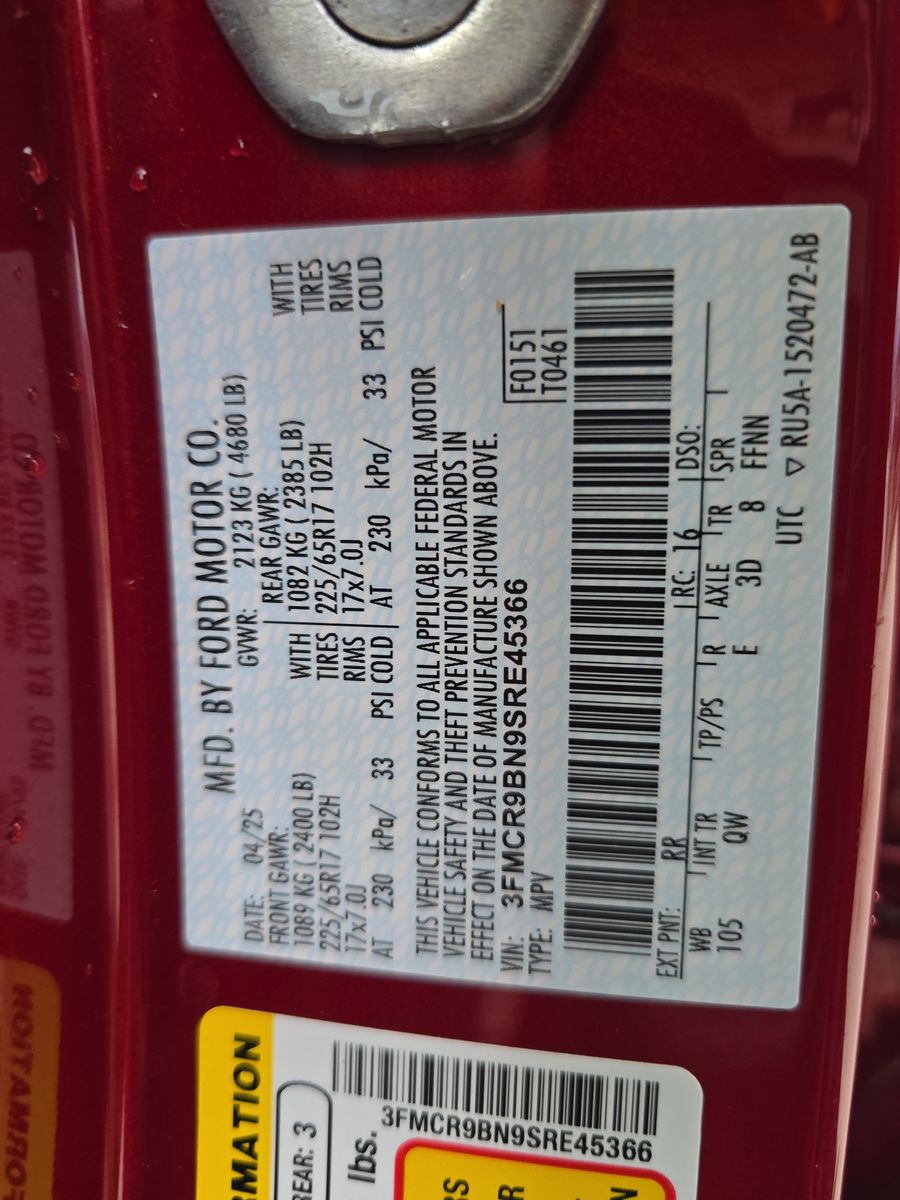 MFD. BY FORD MOTOR CO.
DATE: 04/25 GVWR: 2123 KG ( 4680 LB)
FRONT GAWR: REAR GAWR:
1089 KG ( 2400 LB) WITH 1082 KG ( 2385 LB) WITH
225/65R17 102H TIRES 225/65R17 102H TIRES
17x7.0J RIMS 17x7.0J RIMS
AT 230 kPa/ 33 PSI COLD AT 230 kPa/ 33 PSI COLD
THIS VEHICLE CONFORMS TO ALL APPLICABLE FEDERAL MOTOR
VEHICLE SAFETY AND THEFT PREVENTION STANDARDS IN
EFFECT ON THE DATE OF MANUFACTURE SHOWN ABOVE.
VIN: 3FMCR9BN9SRE45366 F0151
TYPE: MPV T0461
EXT PNT: RR RC: 16 DSO:
WB INT TR TP/PS R AXLE TR SPR
105 QW E 3D 8 FFNN
UTC ▽ RU5A-1520472-AB
RMATION
REAR: 3
lbs.
3FMCR9BN9SRE45366